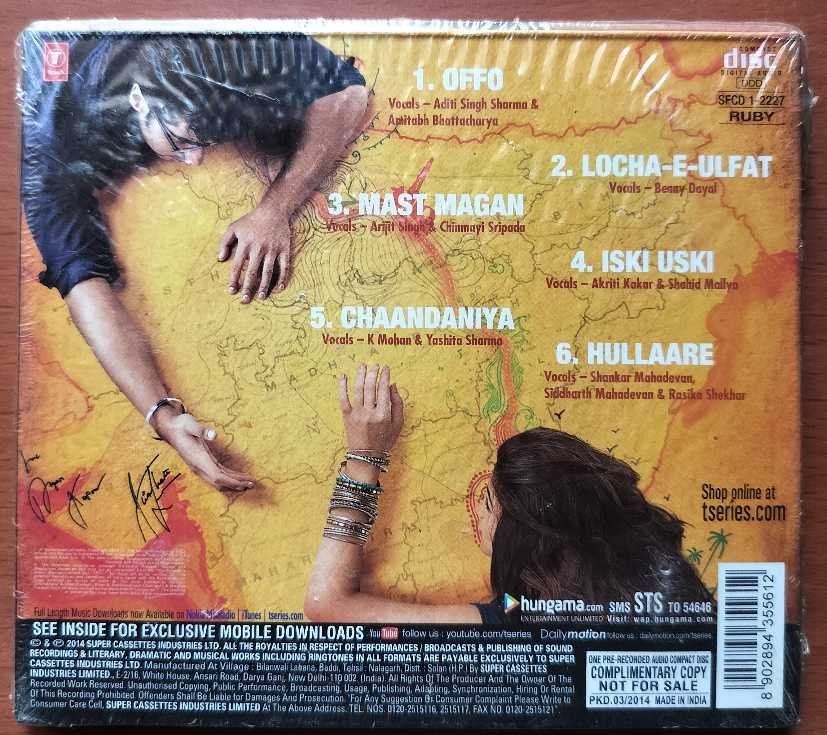 T
1. OFFO
Vocals – Aditi Singh Sharma &
Amitabh Bhattacharya
COMPACT
disc
DIGITAL AUDIO
DDD
SFCD 1-2227
RUBY
2. LOCHA-E-ULFAT
Vocals – Benny Dayal
3. MAST MAGAN
Vocals – Arijit Singh & Chinmayi Sripada
4. ISKI USKI
Vocals – Akriti Kakar & Shahid Mallya
5. CHAANDANIYA
Vocals – K Mohan & Yashita Sharma
6. HULLAARE
Vocals – Shankar Mahadevan,
Siddharth Mahadevan & Rasika Shekhar
MADHYA
Shop online at
tseries.com
Full Length Music Downloads now Available on Nokia MixRadio | iTunes | tseries.com
hungama.com SMS STS TO 54646
ENTERTAINMENT UNLIMITED Visit: wap.hungama.com
SEE INSIDE FOR EXCLUSIVE MOBILE DOWNLOADS YouTube follow us : youtube.com/tseries Dailymotion follow us : dailymotion.com/tseries
© & ℗ 2014 SUPER CASSETTES INDUSTRIES LTD. ALL THE ROYALTIES IN RESPECT OF PERFORMANCES / BROADCASTS & PUBLISHING OF SOUND
RECORDINGS & LITERARY, DRAMATIC AND MUSICAL WORKS INCLUDING RINGTONES IN ALL FORMATS ARE PAYABLE EXCLUSIVELY TO SUPER
CASSETTES INDUSTRIES LTD. Manufactured At Village : Bilanwali Labana, Baddi, Tehsil : Nalagarh, Distt : Solan (H.P.) By SUPER CASSETTES
INDUSTRIES LIMITED., E-2/16, White House, Ansari Road, Darya Ganj, New Delhi-110 002 (India). All Rights Of The Producer And The Owner Of The
Recorded Work Reserved. Unauthorised Copying, Public Performance, Broadcasting, Usage, Publishing, Adapting, Synchronization, Hiring Or Rental
Of This Recording Prohibited. Offenders Shall Be Liable for Damages And Prosecution. "For Any Suggestion Or Consumer Complaint Please Write to
Consumer Care Cell, SUPER CASSETTES INDUSTRIES LIMITED At The Above Address. TEL. NOS. 0120-2515116, 2515117, FAX NO. 0120-2515121".
ONE PRE-RECORDED AUDIO COMPACT DISC
COMPLIMENTARY COPY
NOT FOR SALE
PKD.03/2014 MADE IN INDIA
8 902894 355612